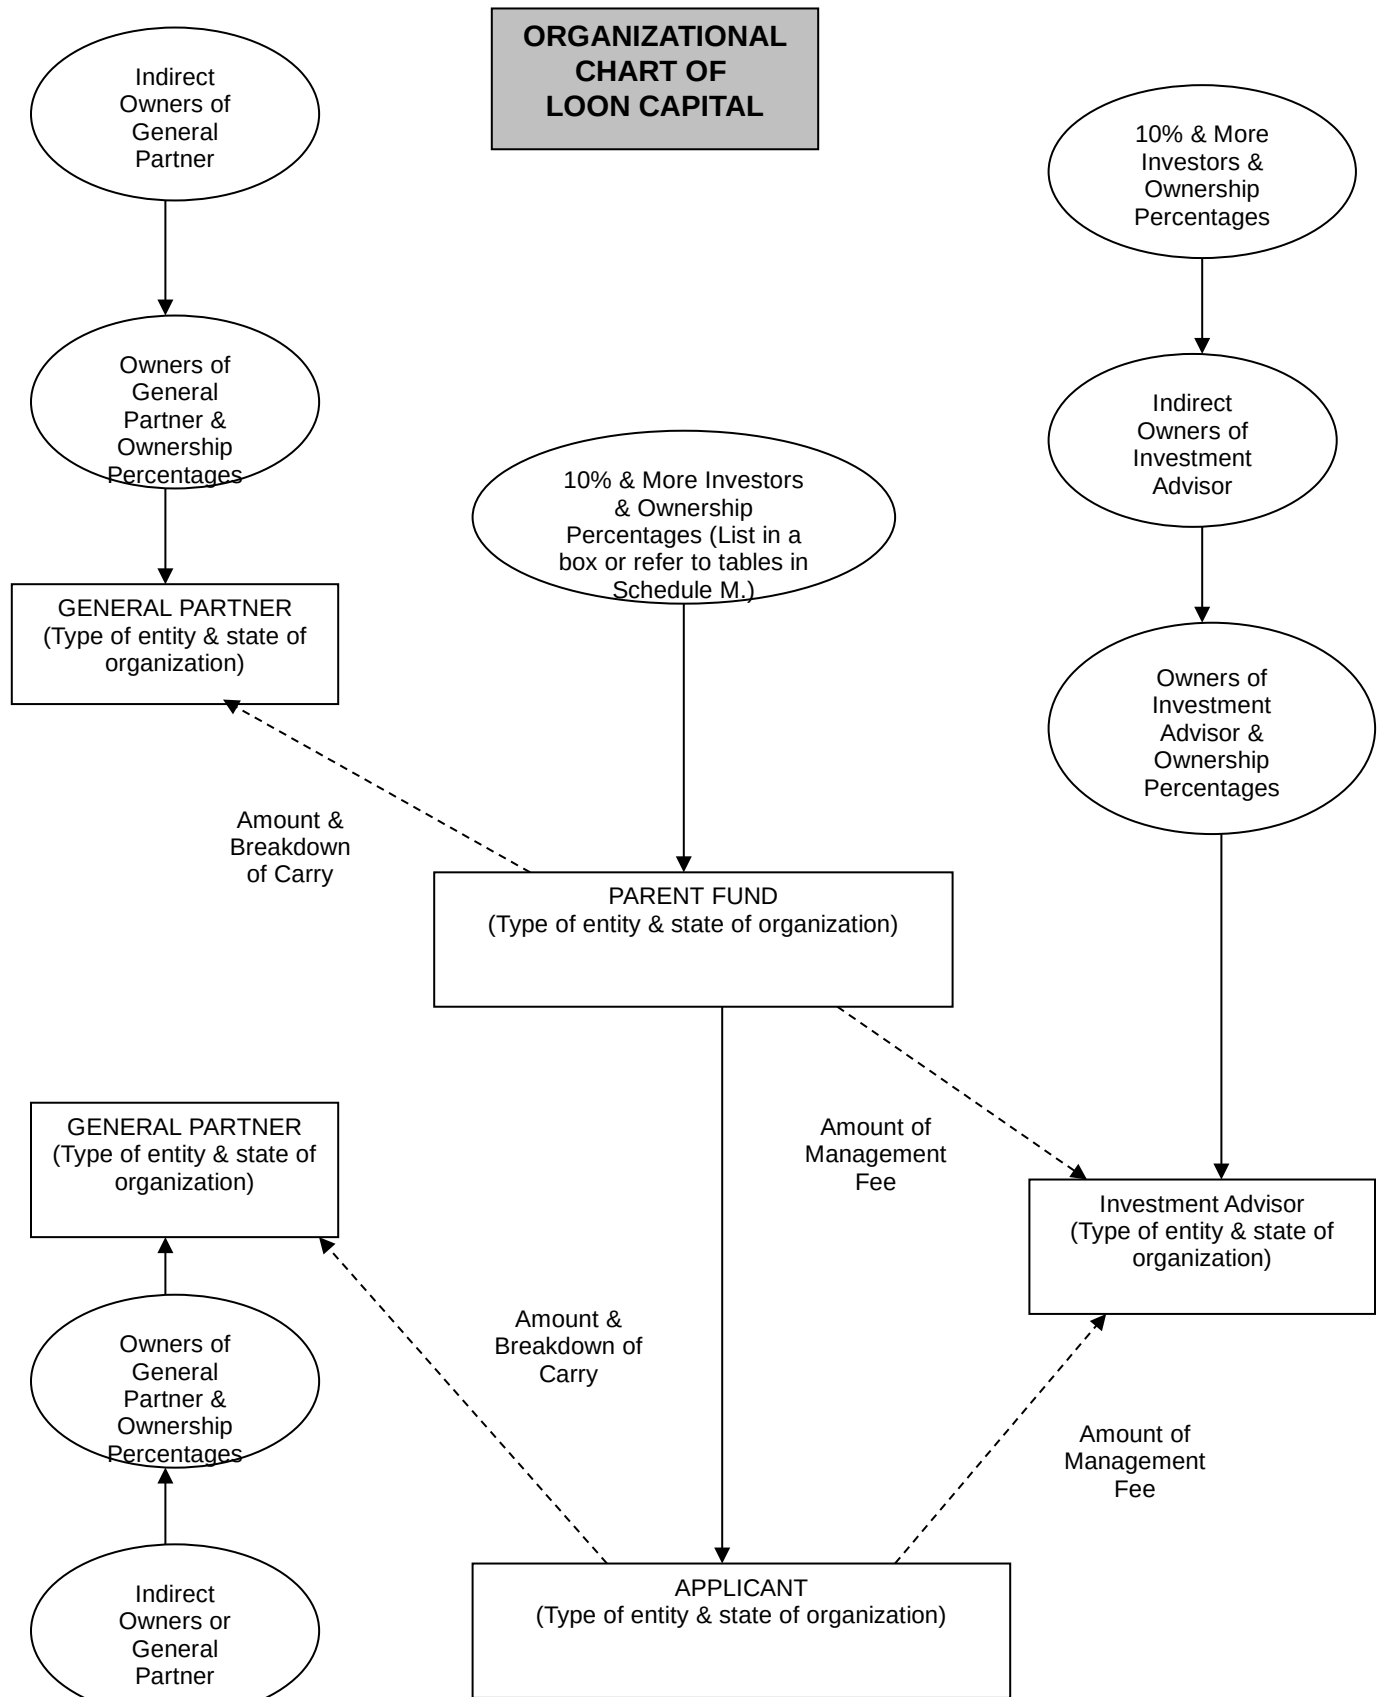 ORGANIZATIONAL
CHART OF
LOON CAPITAL
Indirect
Owners of
General
Partner
10% & More
Investors &
Ownership
Percentages
Owners of
General
Partner &
Ownership
Percentages
Indirect
Owners of
Investment
Advisor
10% & More Investors
& Ownership
Percentages (List in a
box or refer to tables in
Schedule M.)
GENERAL PARTNER
(Type of entity & state of
organization)
Owners of
Investment
Advisor &
Ownership
Percentages
Amount &
Breakdown
of Carry
PARENT FUND
(Type of entity & state of organization)
GENERAL PARTNER
(Type of entity & state of
organization)
Amount of
Management
Fee
Investment Advisor
(Type of entity & state of
organization)
Owners of
General
Partner &
Ownership
Percentages
Amount &
Breakdown of
Carry
Amount of
Management
Fee
Indirect
Owners or
General
Partner
APPLICANT
(Type of entity & state of organization)